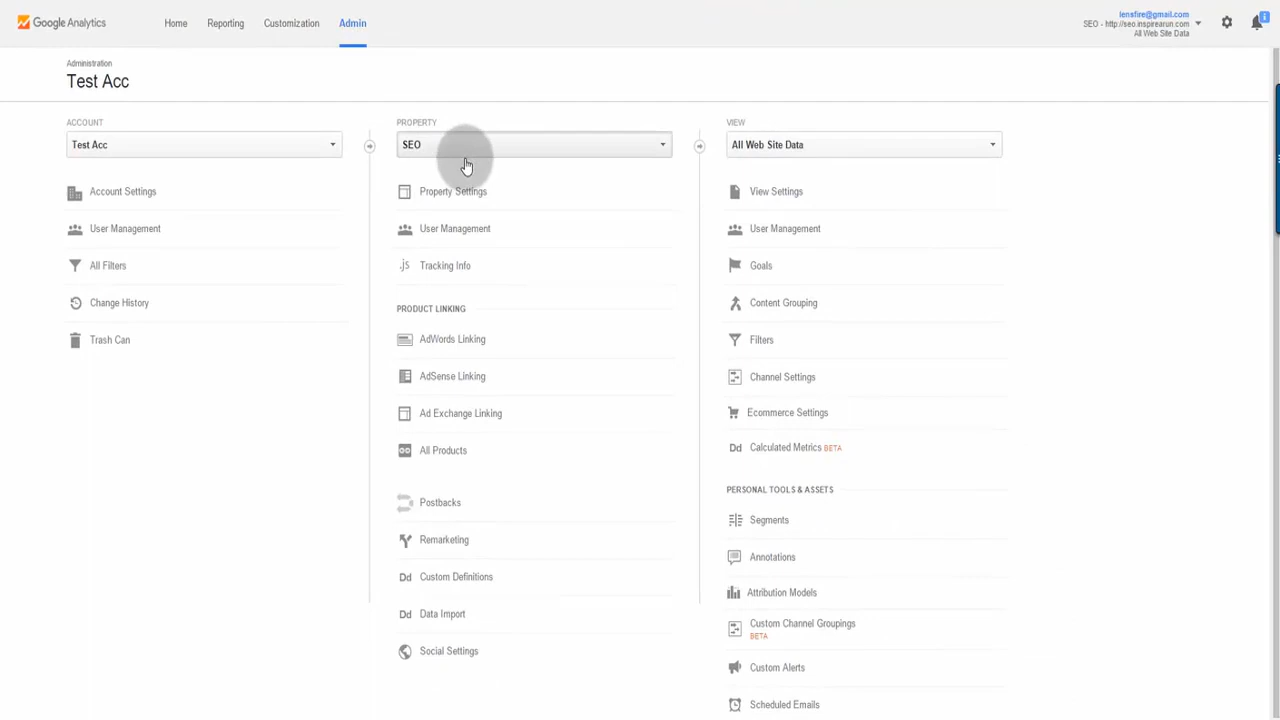 Google Analytics
Home
Reporting
Customization
Admin
lensfire@gmail.com
SEO - http://seo.inspirearun.com
All Web Site Data
i
Administration
Test Acc
ACCOUNT
Test Acc
Account Settings
User Management
All Filters
Change History
Trash Can
PROPERTY
SEO
Property Settings
User Management
.js Tracking Info
PRODUCT LINKING
AdWords Linking
AdSense Linking
Ad Exchange Linking
All Products
Postbacks
Remarketing
Dd Custom Definitions
Dd Data Import
Social Settings
VIEW
All Web Site Data
View Settings
User Management
Goals
Content Grouping
Filters
Channel Settings
Ecommerce Settings
Dd Calculated Metrics BETA
PERSONAL TOOLS & ASSETS
Segments
Annotations
Attribution Models
Custom Channel Groupings
BETA
Custom Alerts
Scheduled Emails